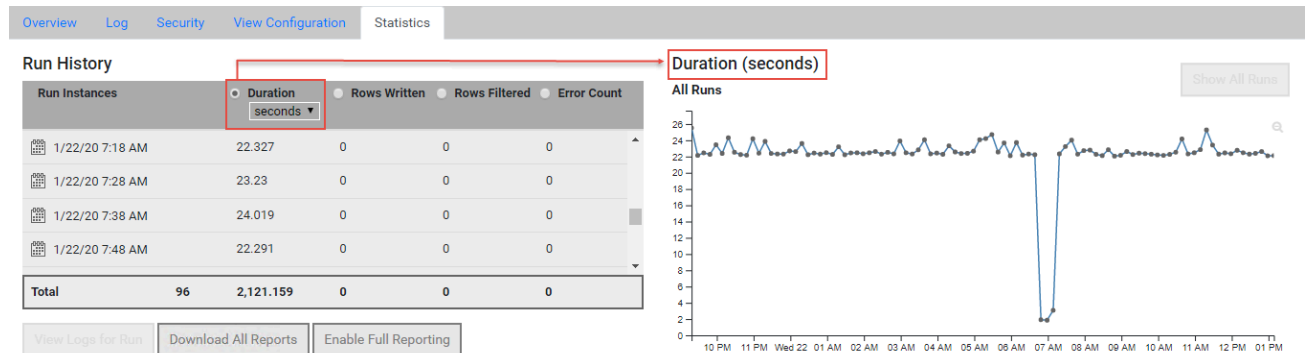 Overview Log Security View Configuration Statistics
Run History
Run Instances Duration Rows Written Rows Filtered Error Count
seconds
1/22/20 7:18 AM 22.327 0 0 0
1/22/20 7:28 AM 23.23 0 0 0
1/22/20 7:38 AM 24.019 0 0 0
1/22/20 7:48 AM 22.291 0 0 0
Total 96 2,121.159 0 0 0
View Logs for Run Download All Reports Enable Full Reporting
Duration (seconds)
Show All Runs
All Runs
26
24
22
20
18
16
14
12
10
8
6
4
2
0
10 PM 11 PM Wed 22 01 AM 02 AM 03 AM 04 AM 05 AM 06 AM 07 AM 08 AM 09 AM 10 AM 11 AM 12 PM 01 PM